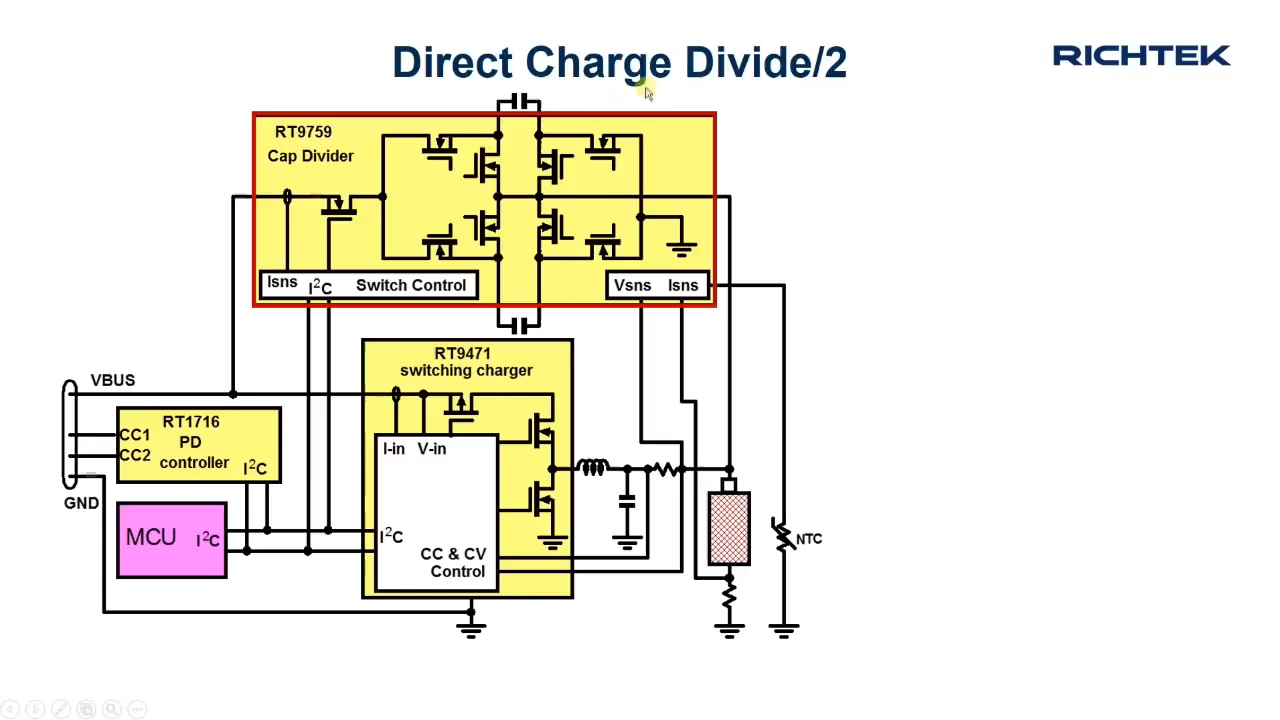 Direct Charge Divide/2
RICHTEK
RT9759
Cap Divider
Isns
I²C
Switch Control
Vsns
Isns
RT9471
switching charger
VBUS
RT1716
PD
controller
CC1
CC2
I²C
I-in
V-in
GND
MCU
I²C
I²C
CC & CV
Control
NTC